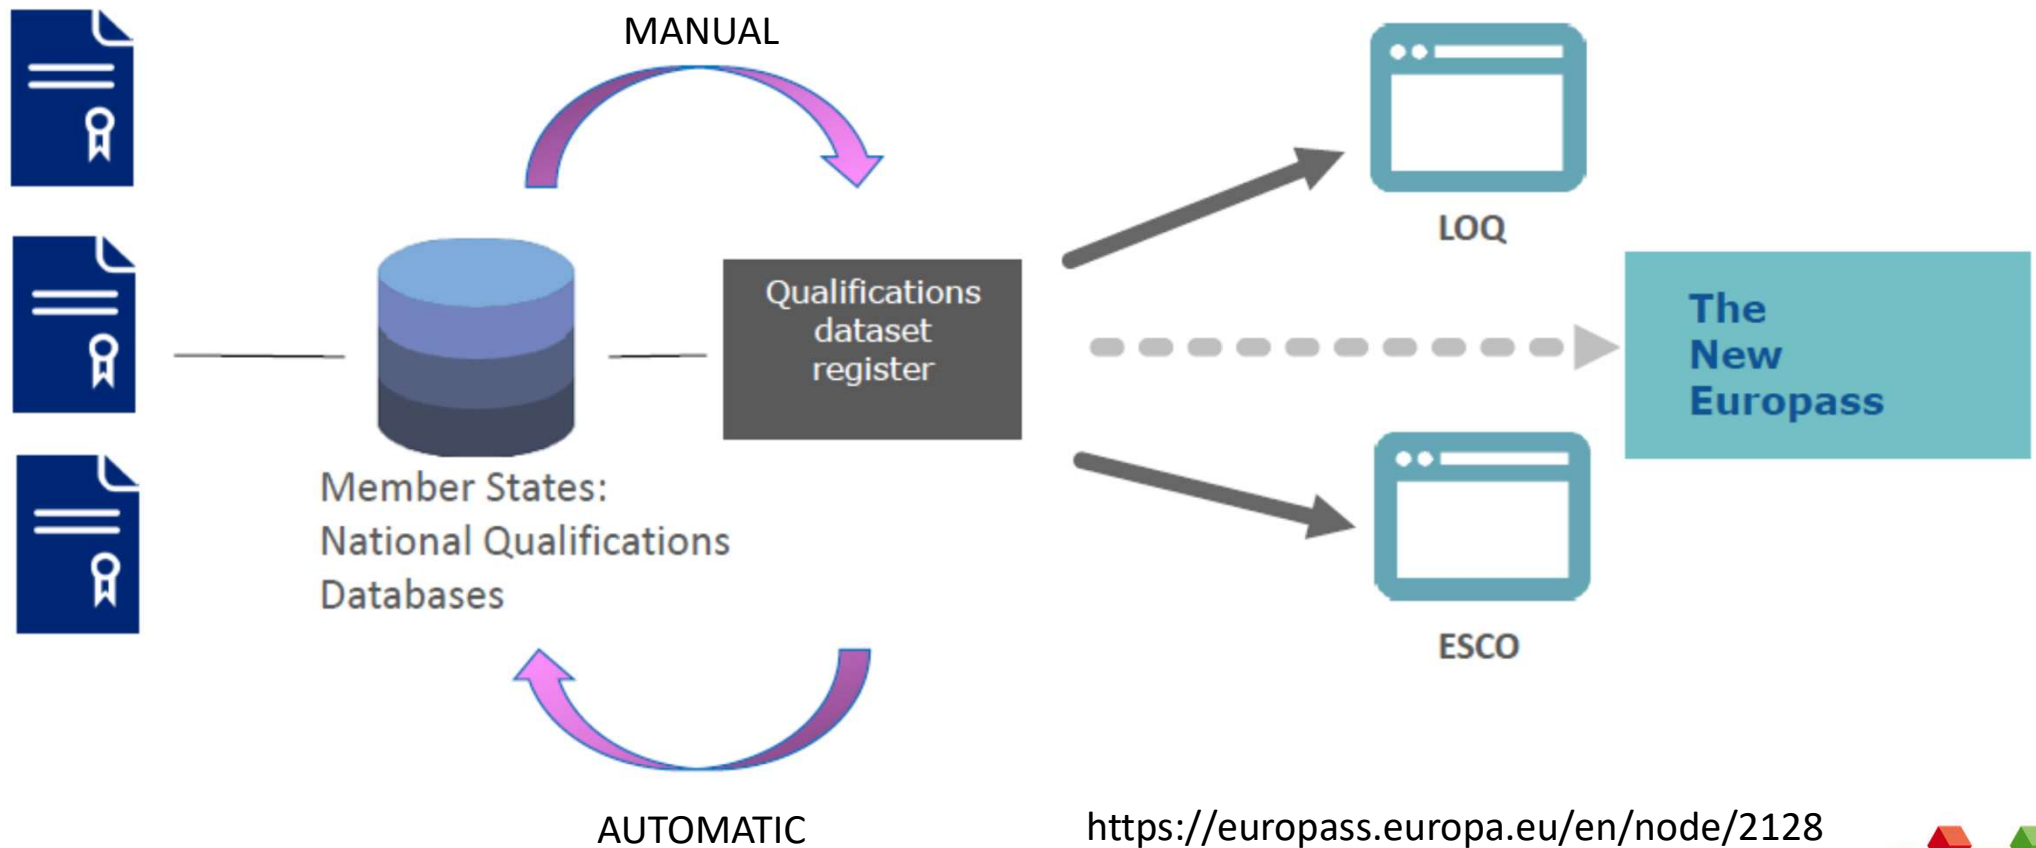 MANUAL
LOQ
Qualifications
dataset
register
The
New
Europass
Member States:
National Qualifications
Databases
ESCO
AUTOMATIC
https://europass.europa.eu/en/node/2128